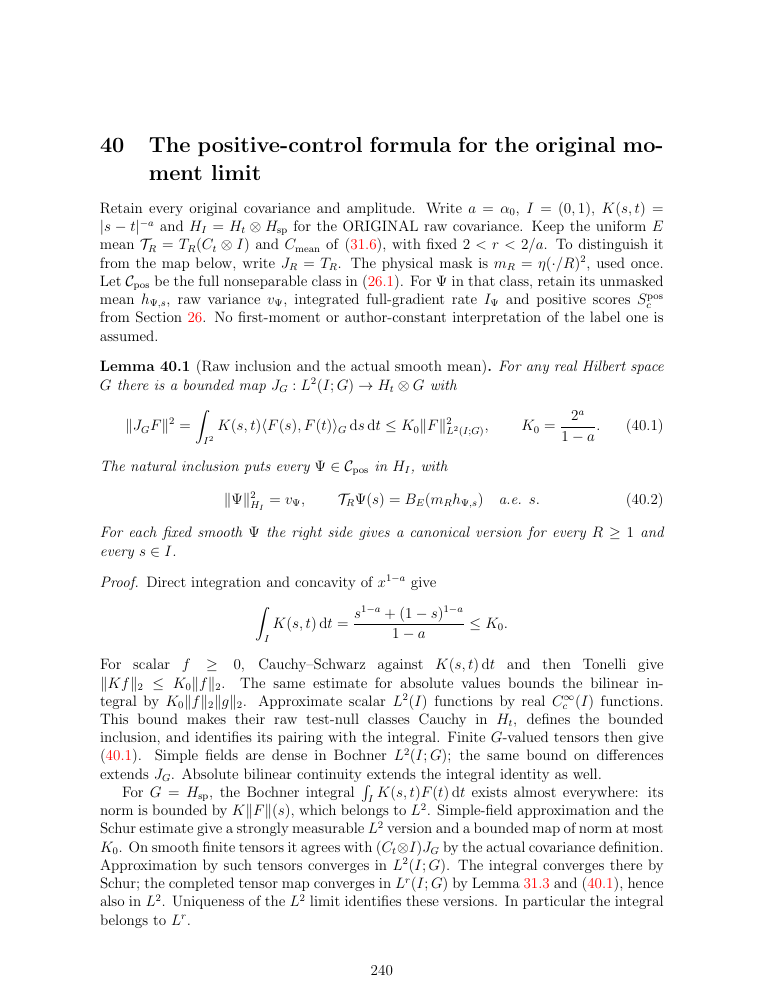 40 The positive-control formula for the original mo-
ment limit
Retain every original covariance and amplitude. Write a = α₀, I = (0, 1), K(s, t) =
|s − t|⁻ᵃ and H_I = H_t ⊗ H_sp for the ORIGINAL raw covariance. Keep the uniform E
mean 𝒯_R = T_R(C_t ⊗ I) and C_mean of (31.6), with fixed 2 < r < 2/a. To distinguish it
from the map below, write J_R = T_R. The physical mask is m_R = η(·/R)², used once.
Let 𝒞_pos be the full nonseparable class in (26.1). For Ψ in that class, retain its unmasked
mean h_{Ψ,s}, raw variance v_Ψ, integrated full-gradient rate I_Ψ and positive scores S_c^pos
from Section 26. No first-moment or author-constant interpretation of the label one is
assumed.
Lemma 40.1 (Raw inclusion and the actual smooth mean). For any real Hilbert space
G there is a bounded map J_G : L²(I; G) → H_t ⊗ G with
‖J_G F‖² = ∫_{I²} K(s, t)⟨F(s), F(t)⟩_G ds dt ≤ K₀‖F‖²_{L²(I;G)}, K₀ = 2ᵃ / (1 − a). (40.1)
The natural inclusion puts every Ψ ∈ 𝒞_pos in H_I, with
‖Ψ‖²_{H_I} = v_Ψ, 𝒯_RΨ(s) = B_E(m_R h_{Ψ,s}) a.e. s. (40.2)
For each fixed smooth Ψ the right side gives a canonical version for every R ≥ 1 and
every s ∈ I.
Proof. Direct integration and concavity of x^{1−a} give
∫_I K(s, t) dt = (s^{1−a} + (1 − s)^{1−a}) / (1 − a) ≤ K₀.
For scalar f ≥ 0, Cauchy–Schwarz against K(s, t) dt and then Tonelli give
‖Kf‖₂ ≤ K₀‖f‖₂. The same estimate for absolute values bounds the bilinear in-
tegral by K₀‖f‖₂‖g‖₂. Approximate scalar L²(I) functions by real C_c^∞(I) functions.
This bound makes their raw test-null classes Cauchy in H_t, defines the bounded
inclusion, and identifies its pairing with the integral. Finite G-valued tensors then give
(40.1). Simple fields are dense in Bochner L²(I; G); the same bound on differences
extends J_G. Absolute bilinear continuity extends the integral identity as well.
For G = H_sp, the Bochner integral ∫_I K(s, t)F(t) dt exists almost everywhere: its
norm is bounded by K‖F‖(s), which belongs to L². Simple-field approximation and the
Schur estimate give a strongly measurable L² version and a bounded map of norm at most
K₀. On smooth finite tensors it agrees with (C_t⊗I)J_G by the actual covariance definition.
Approximation by such tensors converges in L²(I; G). The integral converges there by
Schur; the completed tensor map converges in Lʳ(I; G) by Lemma 31.3 and (40.1), hence
also in L². Uniqueness of the L² limit identifies these versions. In particular the integral
belongs to Lʳ.
240